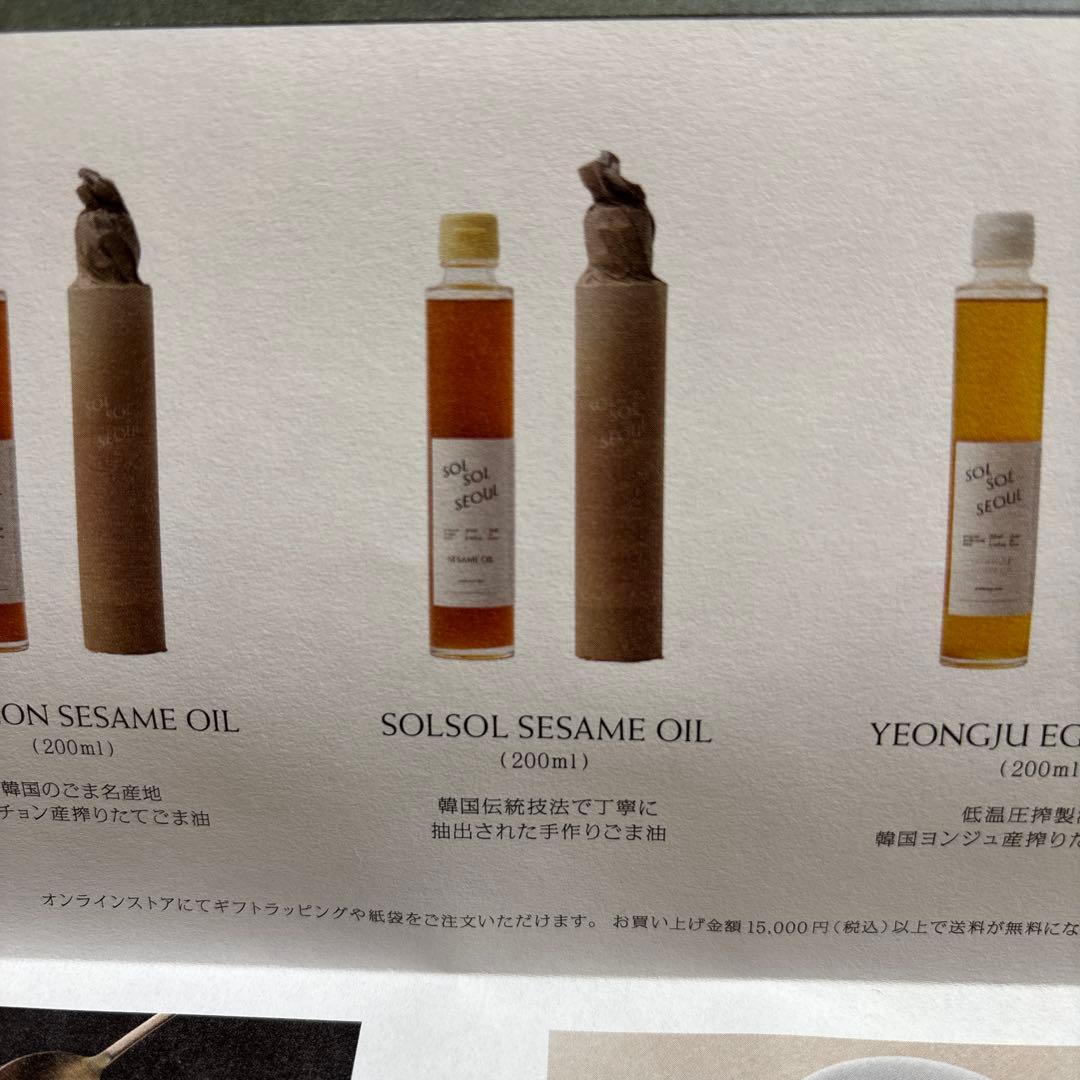 SOL
SOL
SEOUL
SOL
SOL
SEOUL
SESAME OIL
SOL
SOL
SEOUL
SOL
SOL
SEOUL
ON SESAME OIL
(200ml)
韓国のごま名産地
チョン産搾りたてごま油
SOLSOL SESAME OIL
(200ml)
韓国伝統技法で丁寧に
抽出された手作りごま油
YEONGJU EG
(200ml
低温圧搾製
韓国ヨンジュ産搾りた
オンラインストアにてギフトラッピングや紙袋をご注文いただけます。 お買い上げ金額15,000円(税込)以上で送料が無料にな